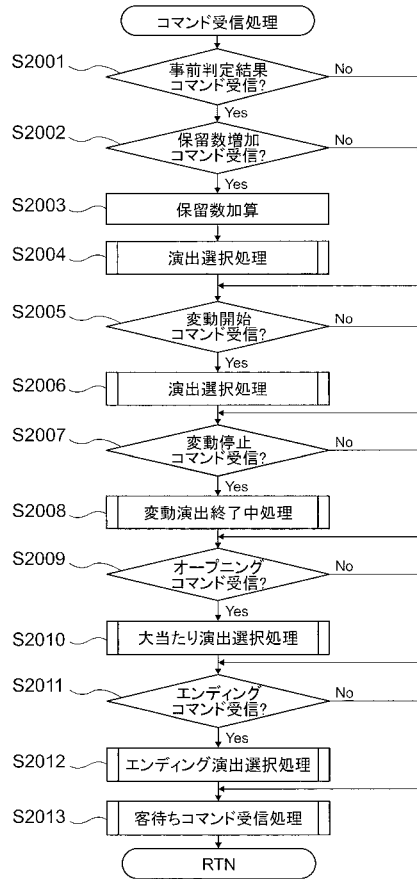 コマンド受信処理
S2001
事前判定結果
コマンド受信?
No
Yes
S2002
保留数増加
コマンド受信?
No
Yes
S2003
保留数加算
S2004
演出選択処理
S2005
変動開始
コマンド受信?
No
Yes
S2006
演出選択処理
S2007
変動停止
コマンド受信?
No
Yes
S2008
変動演出終了中処理
S2009
オープニング
コマンド受信?
No
Yes
S2010
大当たり演出選択処理
S2011
エンディング
コマンド受信?
No
Yes
S2012
エンディング演出選択処理
S2013
客待ちコマンド受信処理
RTN